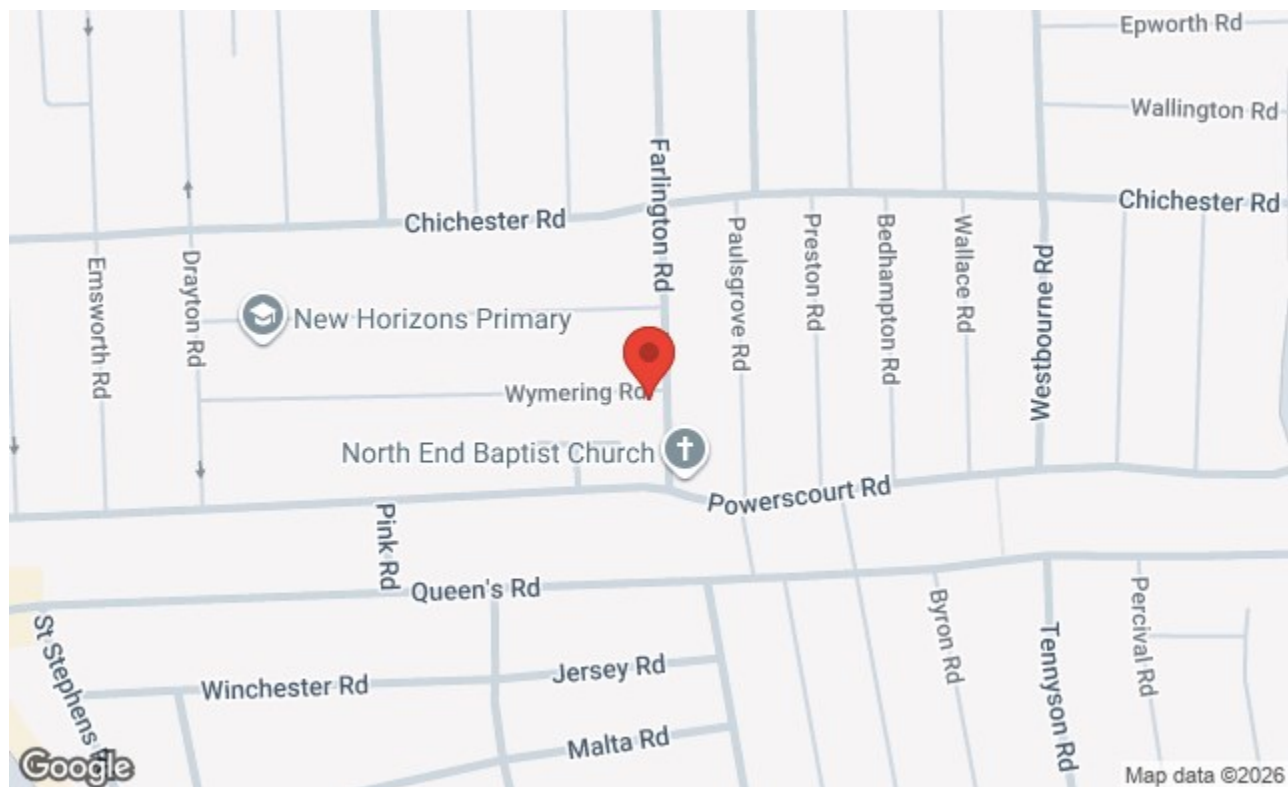 Epworth Rd
Wallington Rd
Farlington Rd
Chichester Rd
Chichester Rd
Emsworth Rd
Drayton Rd
Paulsgrove Rd
Preston Rd
Bedhampton Rd
Wallace Rd
Westbourne Rd
New Horizons Primary
Wymering Rd
North End Baptist Church
Powerscourt Rd
Pink Rd
Queen's Rd
Byron Rd
Percival Rd
St Stephens
Tennyson Rd
Winchester Rd
Jersey Rd
Malta Rd
Google
Map data ©2026